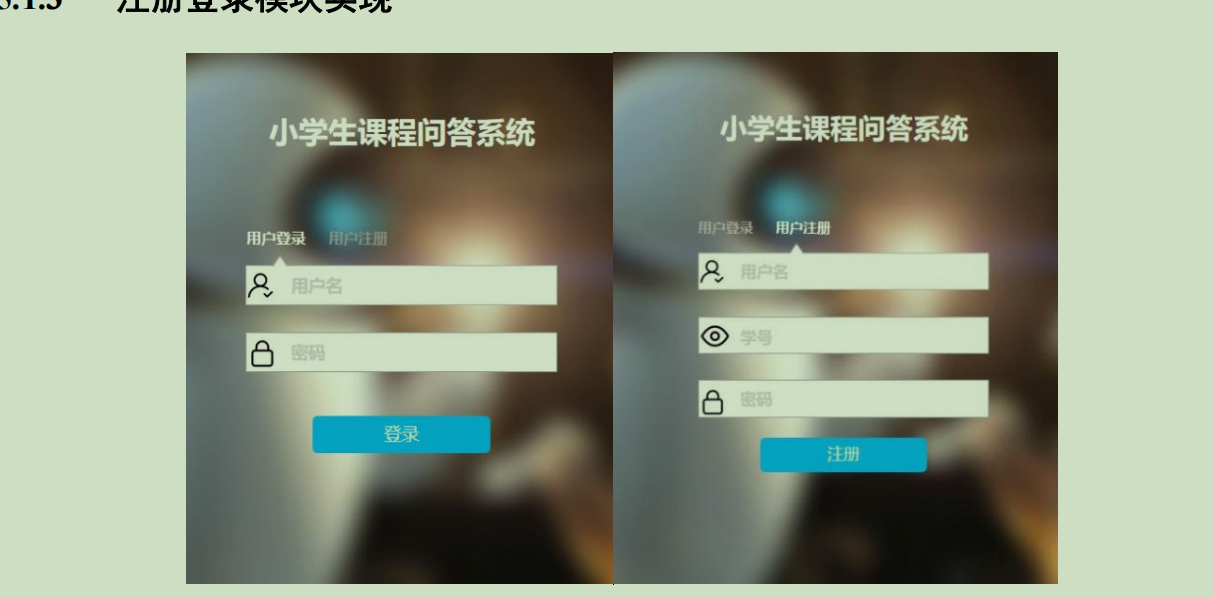 5.1.3 注册登录模块实现
小学生课程问答系统
用户登录 用户注册
用户名
密码
登录
小学生课程问答系统
用户登录 用户注册
用户名
学号
密码
注册